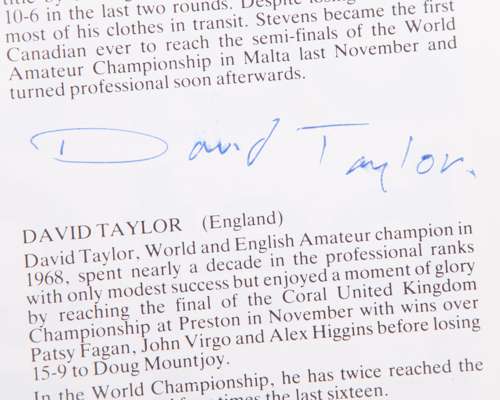 title by
10-6 in the last two rounds. Despite losing
most of his clothes in transit. Stevens became the first
Canadian ever to reach the semi-finals of the World
Amateur Championship in Malta last November and
turned professional soon afterwards.
David Taylor.
DAVID TAYLOR (England)
David Taylor, World and English Amateur champion in
1968, spent nearly a decade in the professional ranks
with only modest success but enjoyed a moment of glory
by reaching the final of the Coral United Kingdom
Championship at Preston in November with wins over
Patsy Fagan, John Virgo and Alex Higgins before losing
15-9 to Doug Mountjoy.
In the World Championship, he has twice reached the
times the last sixteen.